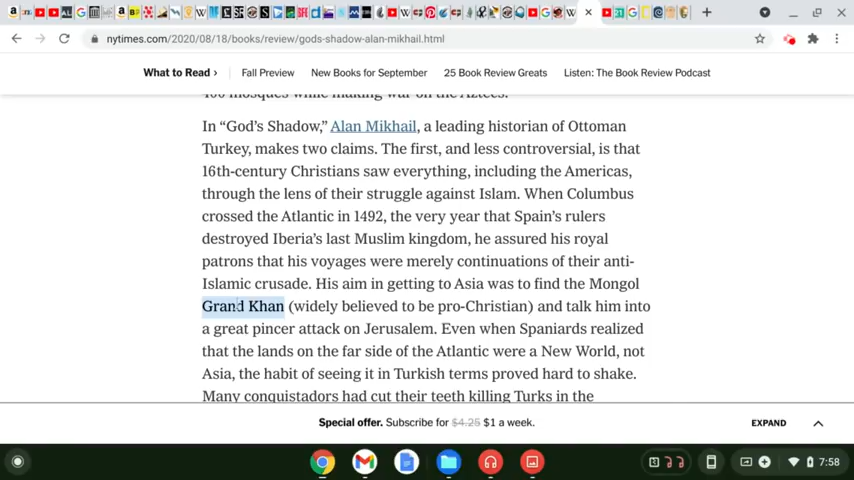 nytimes.com/2020/08/18/books/review/gods-shadow-alan-mikhail.html
What to Read › Fall Preview New Books for September 25 Book Review Greats Listen: The Book Review Podcast
400 mosques while making war on the Aztecs.
In “God’s Shadow,” Alan Mikhail, a leading historian of Ottoman
Turkey, makes two claims. The first, and less controversial, is that
16th-century Christians saw everything, including the Americas,
through the lens of their struggle against Islam. When Columbus
crossed the Atlantic in 1492, the very year that Spain’s rulers
destroyed Iberia’s last Muslim kingdom, he assured his royal
patrons that his voyages were merely continuations of their anti-
Islamic crusade. His aim in getting to Asia was to find the Mongol
Grand Khan (widely believed to be pro-Christian) and talk him into
a great pincer attack on Jerusalem. Even when Spaniards realized
that the lands on the far side of the Atlantic were a New World, not
Asia, the habit of seeing it in Turkish terms proved hard to shake.
Many conquistadors had cut their teeth killing Turks in the
Special offer. Subscribe for $4.25 $1 a week.
EXPAND
7:58